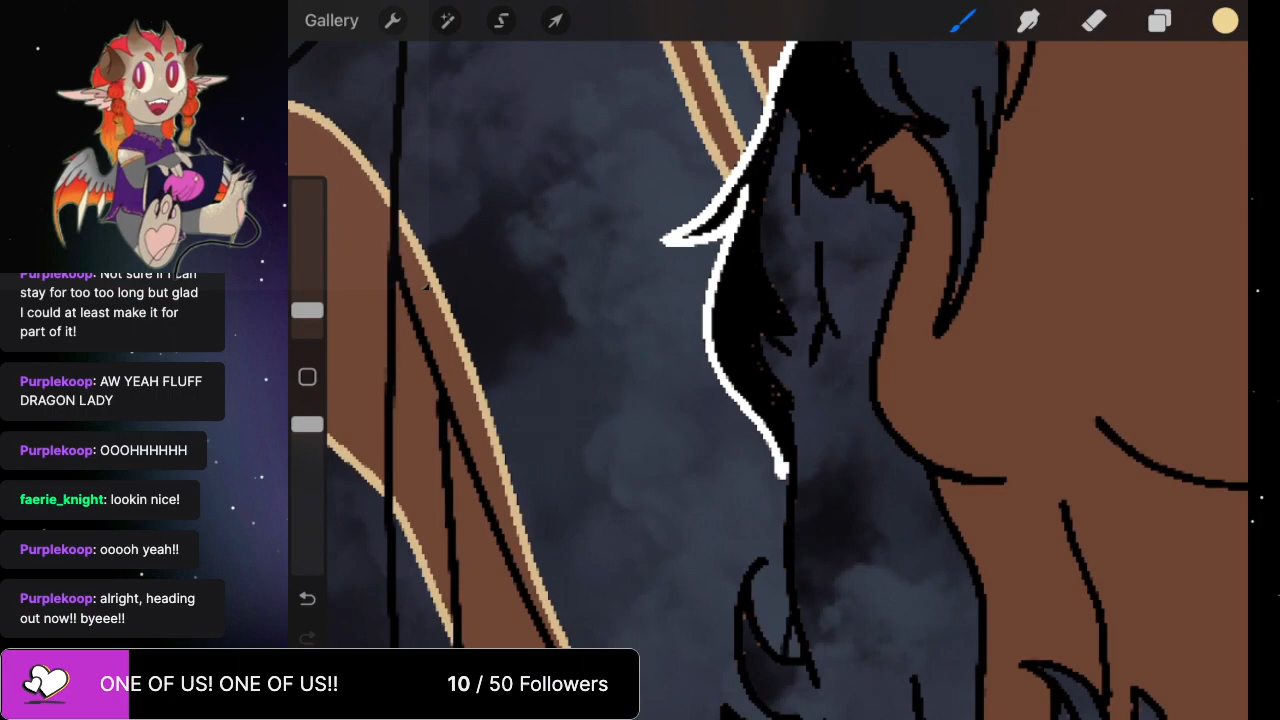 Gallery
Purplekoop: Not sure if I can
stay for too too long but glad
I could at least make it for
part of it!
Purplekoop: AW YEAH FLUFF
DRAGON LADY
Purplekoop: OOOHHHHHH
faerie_knight: lookin nice!
Purplekoop: ooooh yeah!!
Purplekoop: alright, heading
out now!! byeee!!
ONE OF US! ONE OF US!! 10 / 50 Followers